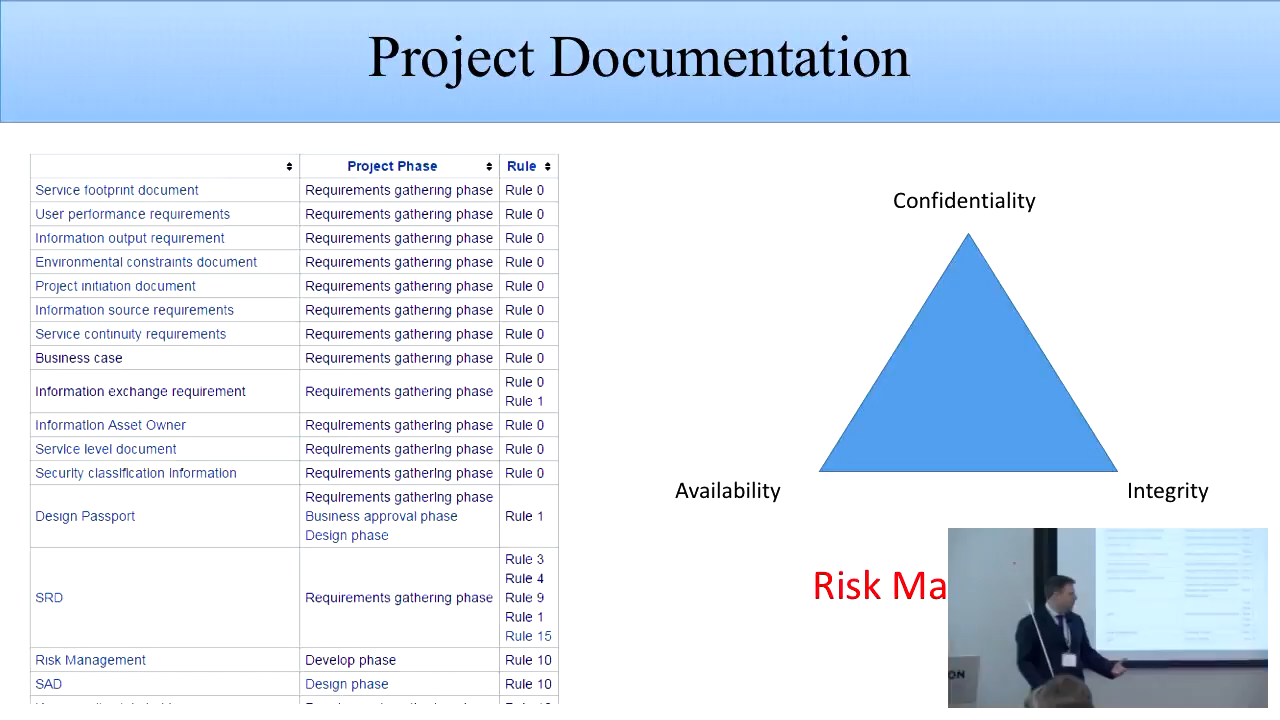 Project Documentation
Project Phase Rule
Service footprint document Requirements gathering phase Rule 0
User performance requirements Requirements gathering phase Rule 0
Information output requirement Requirements gathering phase Rule 0
Environmental constraints document Requirements gathering phase Rule 0
Project initiation document Requirements gathering phase Rule 0
Information source requirements Requirements gathering phase Rule 0
Service continuity requirements Requirements gathering phase Rule 0
Business case Requirements gathering phase Rule 0
Information exchange requirement Requirements gathering phase Rule 0
Rule 1
Information Asset Owner Requirements gathering phase Rule 0
Service level document Requirements gathering phase Rule 0
Security classification information Requirements gathering phase Rule 0
Design Passport Requirements gathering phase
Business approval phase
Design phase Rule 1
SRD Requirements gathering phase Rule 3
Rule 4
Rule 9
Rule 1
Rule 15
Risk Management Develop phase Rule 10
SAD Design phase Rule 10
Confidentiality
Availability
Integrity
Risk Ma
ON